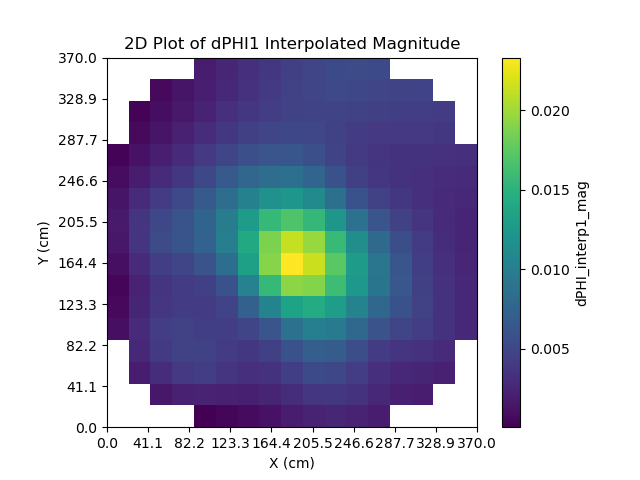 2D Plot of dPHI1 Interpolated Magnitude
370.0
328.9
287.7
246.6
205.5
164.4
123.3
82.2
41.1
0.0
Y (cm)
0.0 41.1 82.2 123.3 164.4 205.5 246.6 287.7 328.9 370.0
X (cm)
0.020
0.015
0.010
0.005
dPHI_interp1_mag